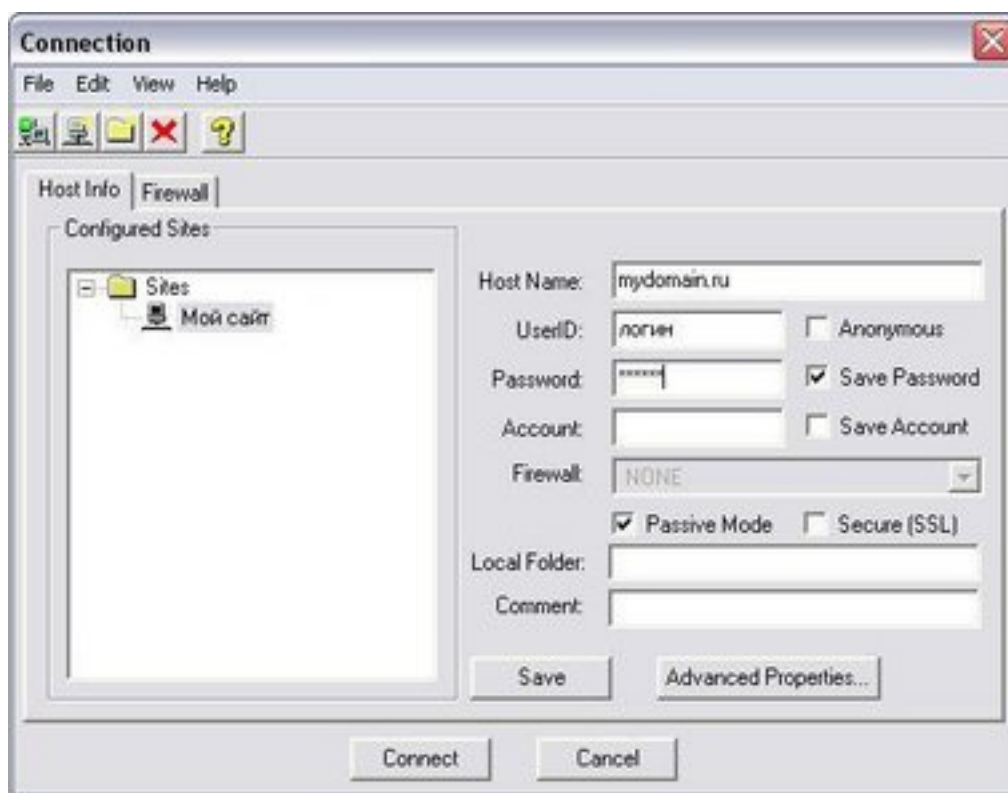 Connection
File Edit View Help
Host Info Firewall
Configured Sites
Sites
Мой сайт
Host Name: mydomain.ru
UserID: логин Anonymous
Password: ****** Save Password
Account: Save Account
Firewall: NONE
Passive Mode Secure (SSL)
Local Folder:
Comment:
Save Advanced Properties...
Connect Cancel